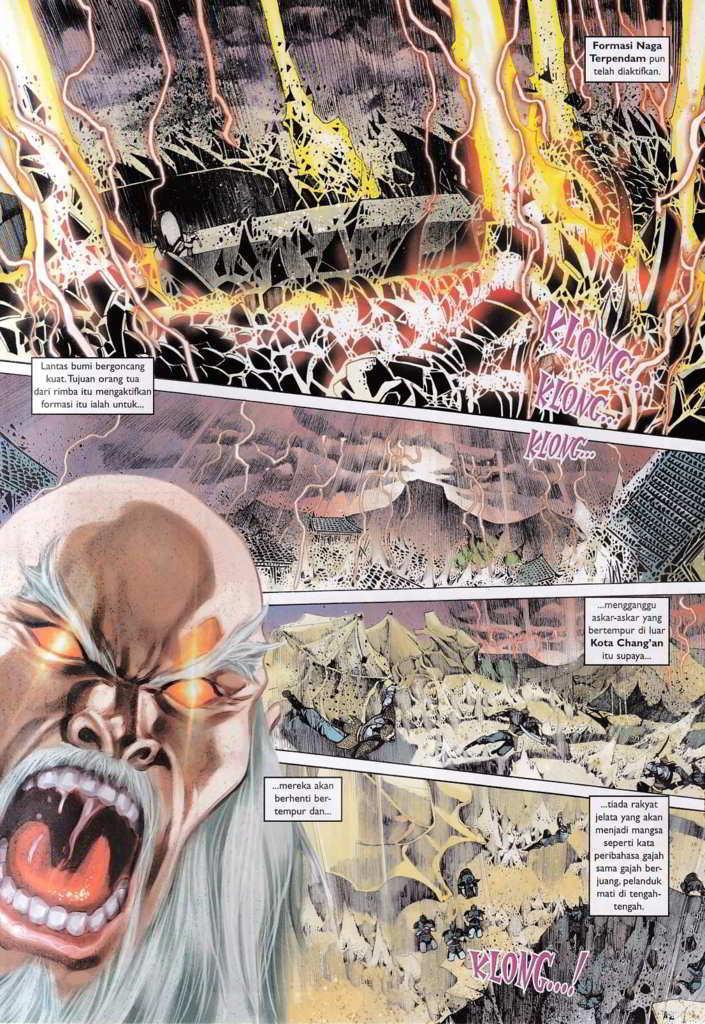 Formasi Naga
Terpendam pun
telah diaktifkan.
KLONG...
KLONG...
KLONG...
Lantas bumi bergoncang
kuat. Tujuan orang tua
dari rimba itu mengaktifkan
formasi itu ialah untuk...
...mengganggu
askar-askar yang
bertempur di luar
Kota Chang'an
itu supaya...
...mereka akan
berhenti ber-
tempur dan...
...tiada rakyat
jelata yang akan
menjadi mangsa
seperti kata
peribahasa gajah
sama gajah ber-
juang, pelanduk
mati di tengah-
tengah.
KLONG...!